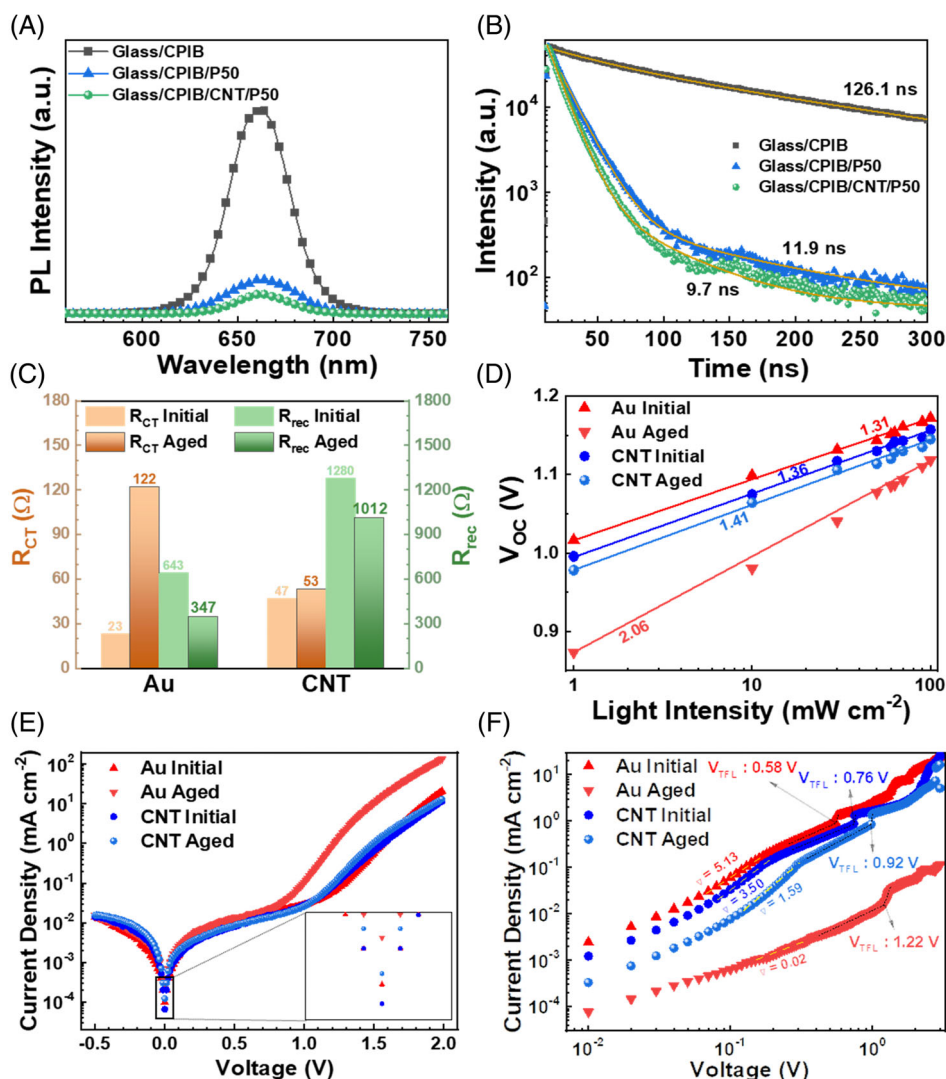 (A)
Glass/CPIB
Glass/CPIB/P50
Glass/CPIB/CNT/P50
PL Intensity (a.u.)
600
650
700
750
Wavelength (nm)
(B)
126.1 ns
Glass/CPIB
Glass/CPIB/P50
Glass/CPIB/CNT/P50
11.9 ns
9.7 ns
Intensity (a.u.)
10⁴
10³
10²
50
100
150
200
250
300
Time (ns)
(C)
R_CT Initial
R_CT Aged
R_rec Initial
R_rec Aged
R_CT (Ω)
180
150
120
90
60
30
0
23
122
643
347
47
53
1280
1012
1800
1500
1200
900
600
300
0
R_rec (Ω)
Au
CNT
(D)
Au Initial
Au Aged
CNT Initial
CNT Aged
1.31
1.36
1.41
2.06
V_OC (V)
1.2
1.1
1.0
0.9
1
10
100
Light Intensity (mW cm⁻²)
(E)
Au Initial
Au Aged
CNT Initial
CNT Aged
Current Density (mA cm⁻²)
10²
10¹
10⁰
10⁻¹
10⁻²
10⁻³
10⁻⁴
-0.5
0.0
0.5
1.0
1.5
2.0
Voltage (V)
(F)
Au Initial
Au Aged
CNT Initial
CNT Aged
V_TFL : 0.58 V
V_TFL : 0.76 V
V_TFL : 0.92 V
V_TFL : 1.22 V
▽ = 5.13
▽ = 3.50
▽ = 1.59
▽ = 0.02
Current Density (mA cm⁻²)
10¹
10⁰
10⁻¹
10⁻²
10⁻³
10⁻⁴
10⁻²
10⁻¹
10⁰
Voltage (V)